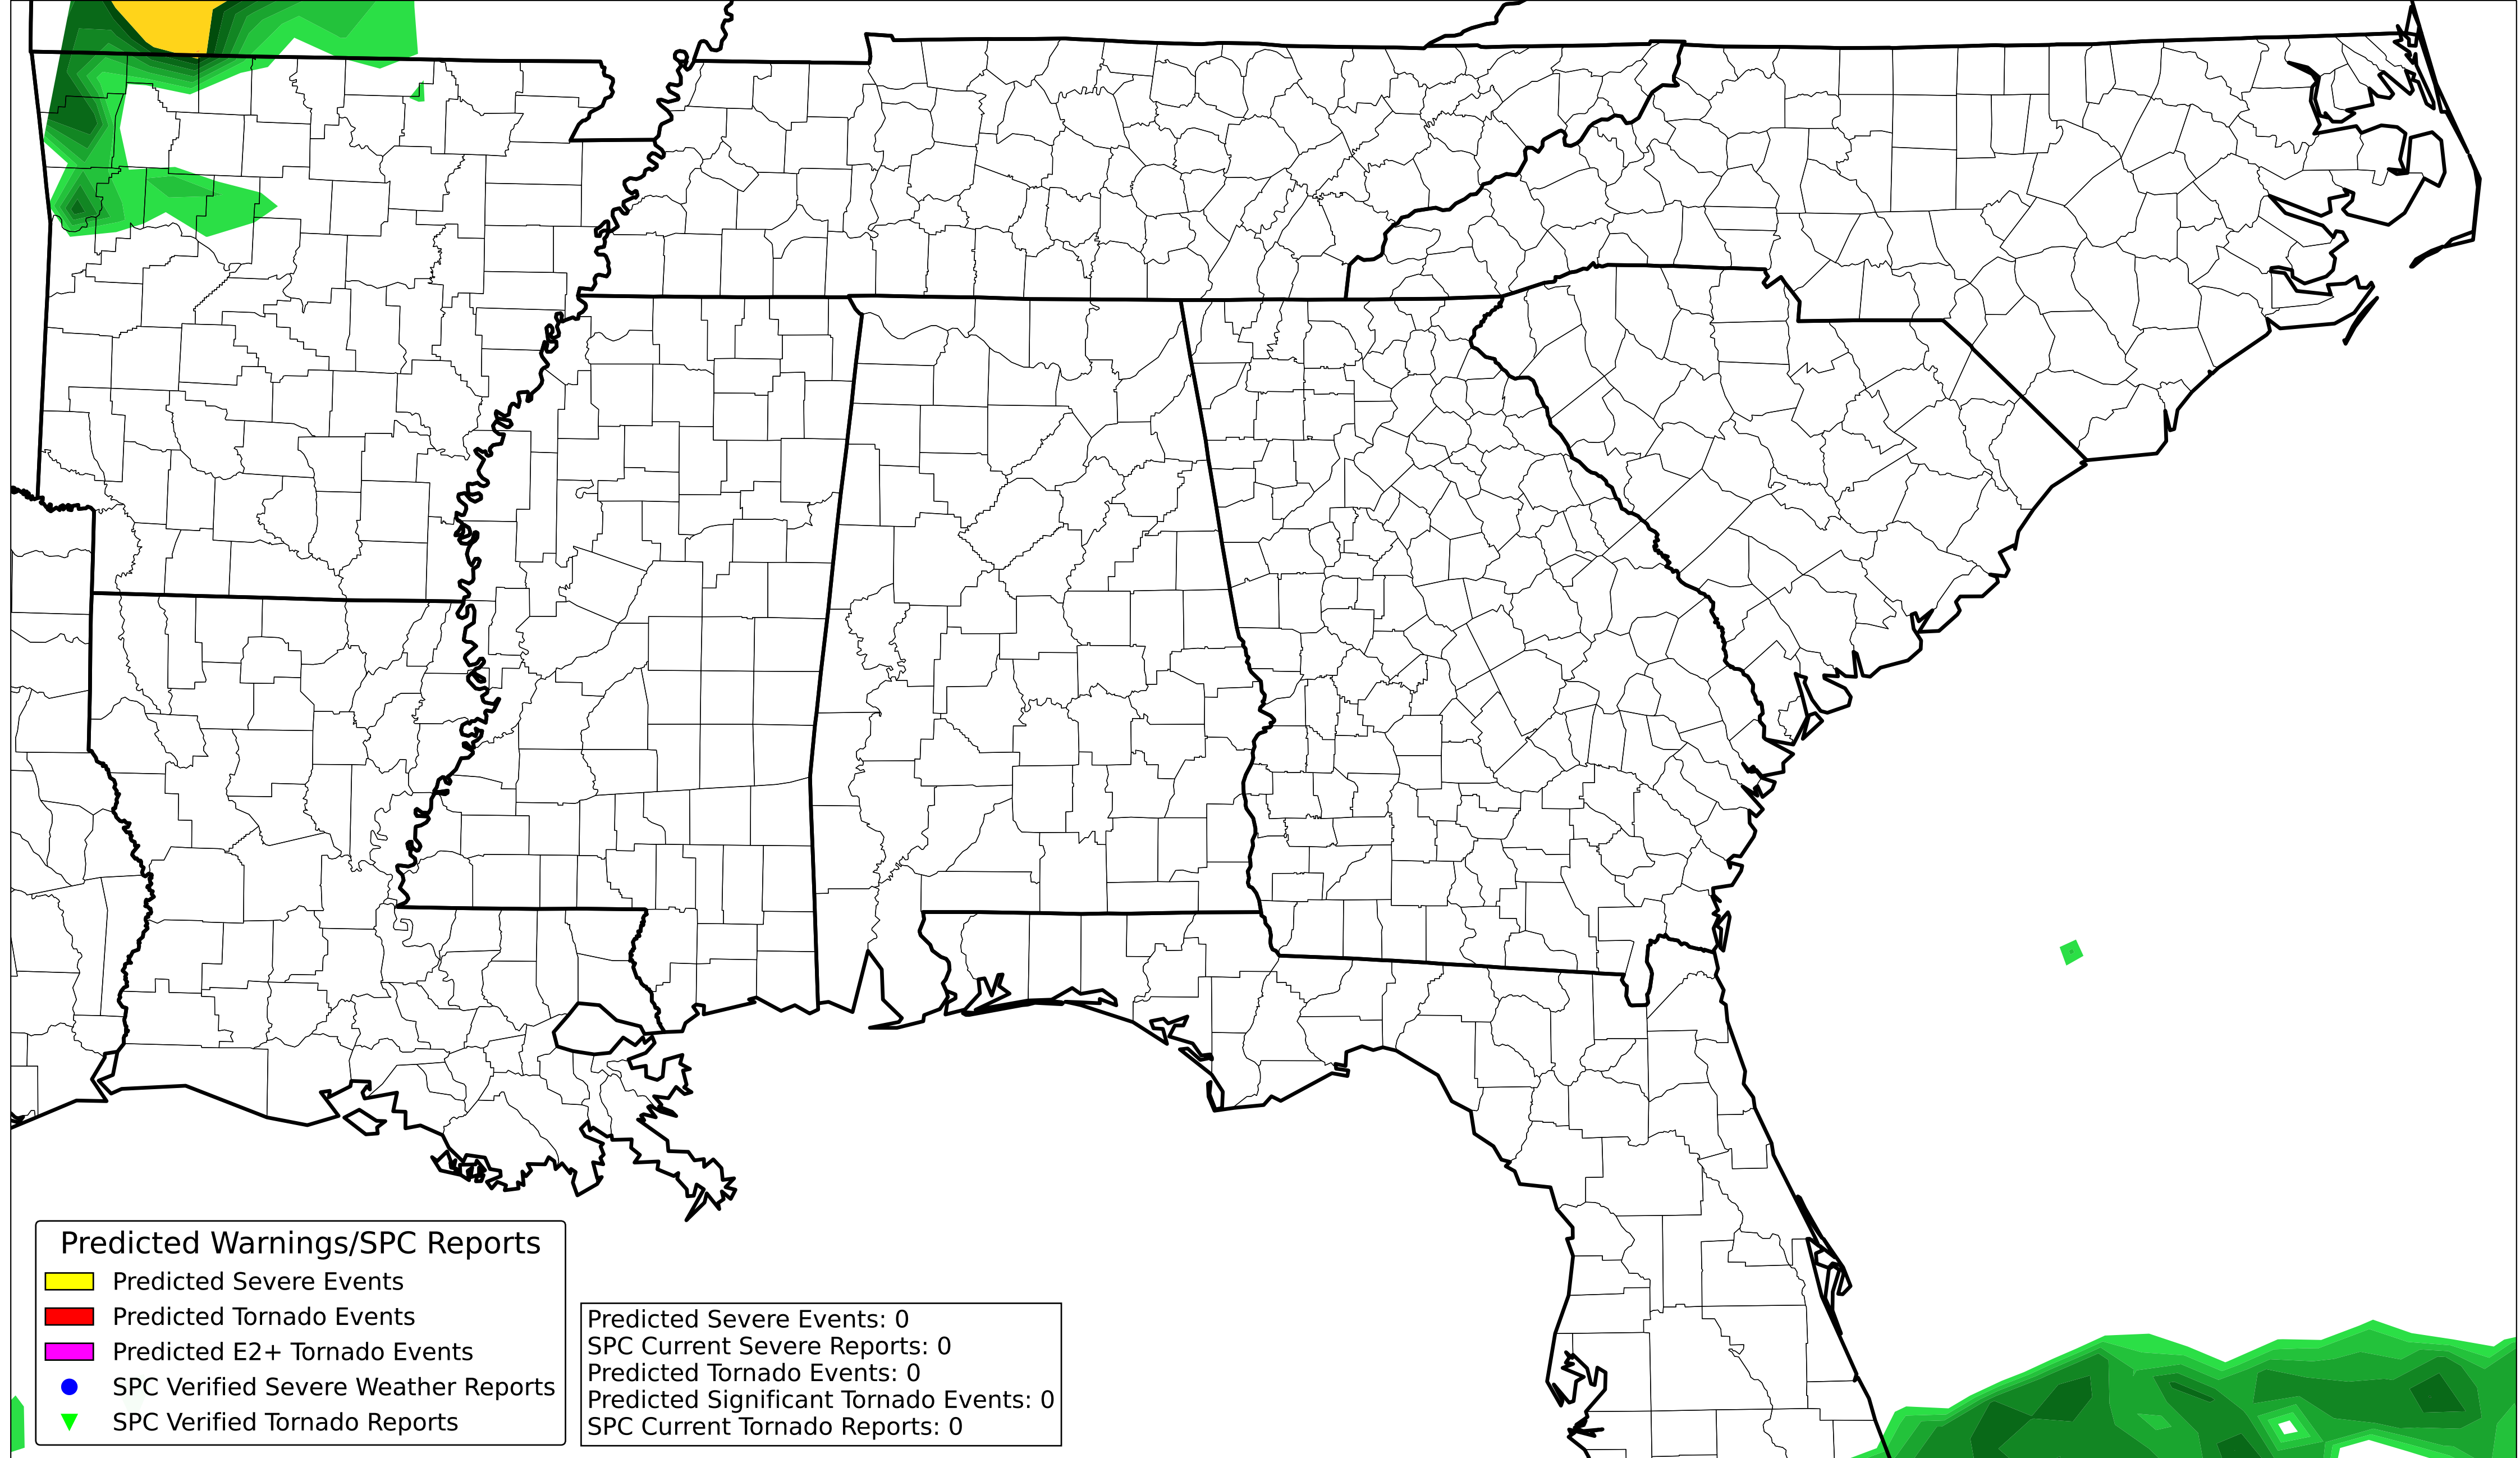 Predicted Warnings/SPC Reports
Predicted Severe Events
Predicted Tornado Events
Predicted E2+ Tornado Events
SPC Verified Severe Weather Reports
SPC Verified Tornado Reports
Predicted Severe Events: 0
SPC Current Severe Reports: 0
Predicted Tornado Events: 0
Predicted Significant Tornado Events: 0
SPC Current Tornado Reports: 0